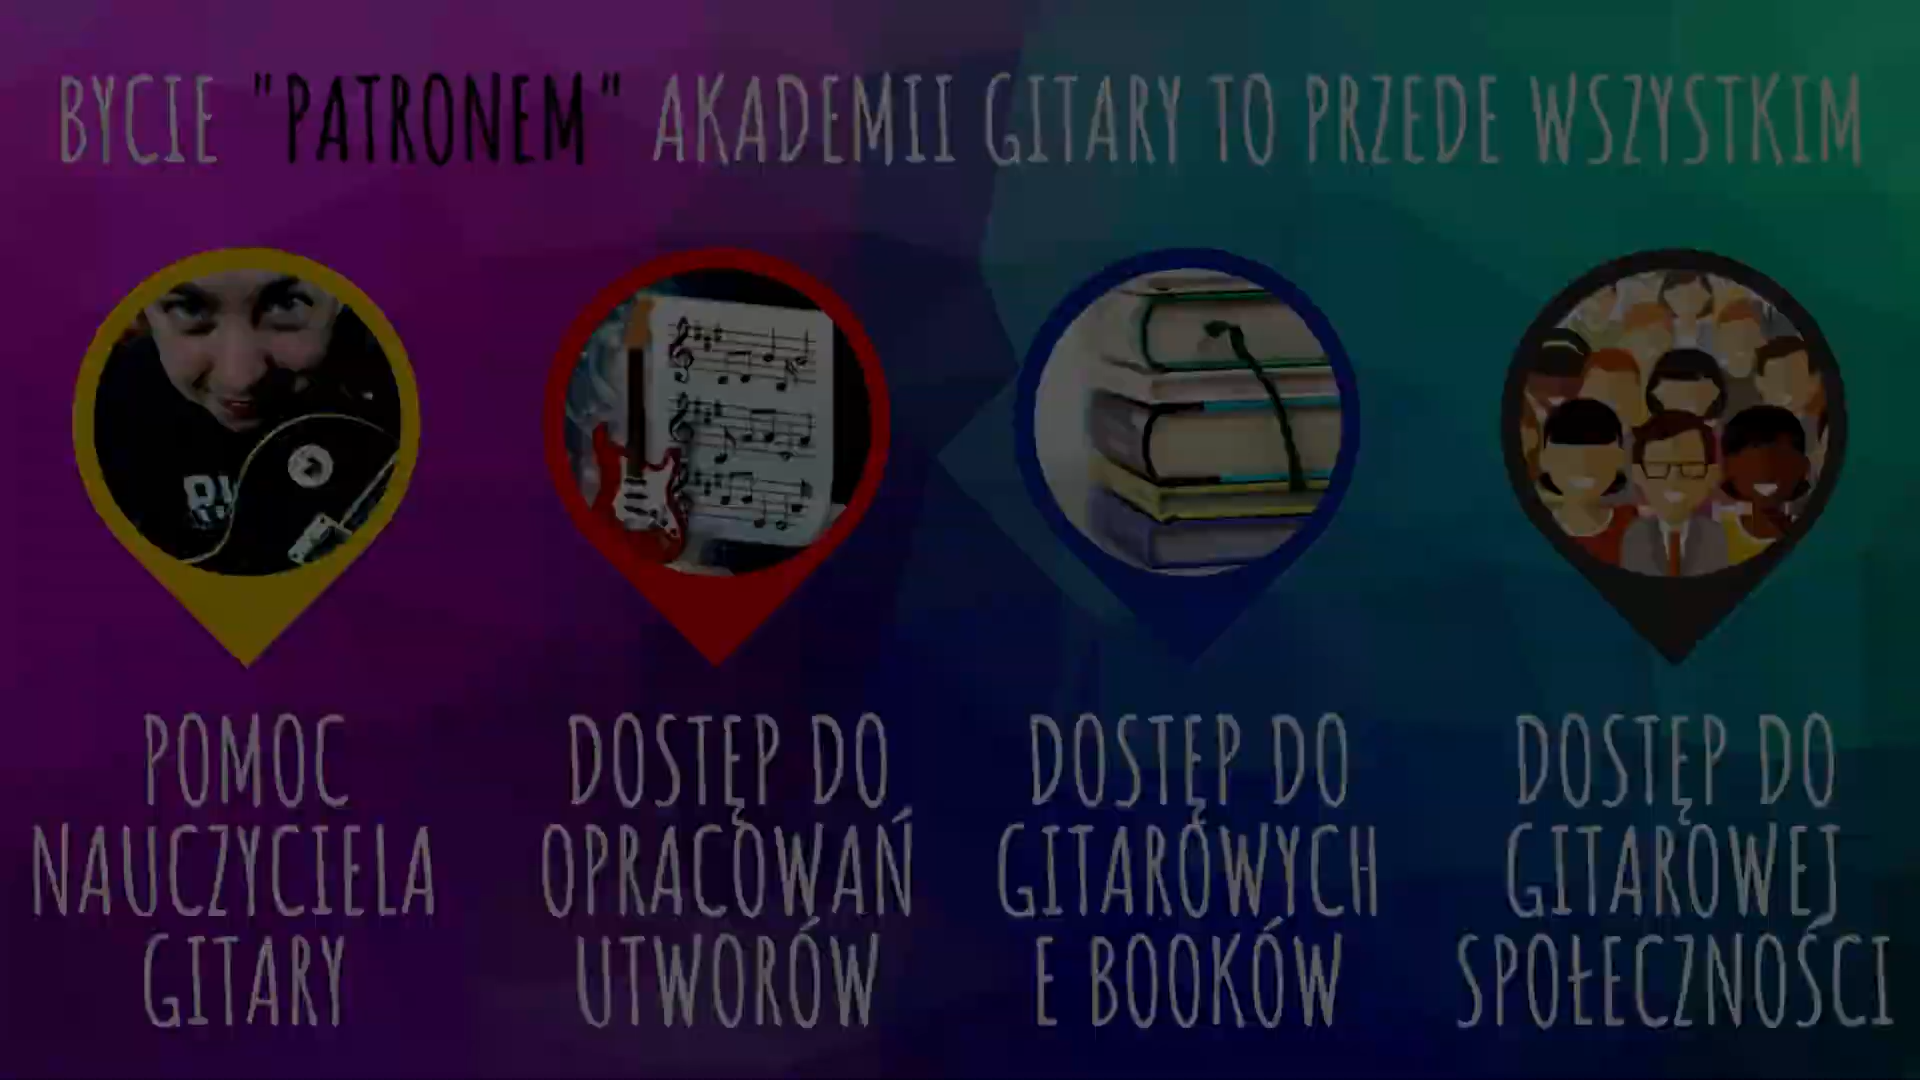 BYCIE "PATRONEM" AKADEMII GITARY TO PRZEDE WSZYSTKIM
POMOC
NAUCZYCIELA
GITARY
DOSTĘP DO
OPRACOWAŃ
UTWORÓW
DOSTĘP DO
GITAROWYCH
E BOOKÓW
DOSTĘP DO
GITAROWEJ
SPOŁECZNOŚCI